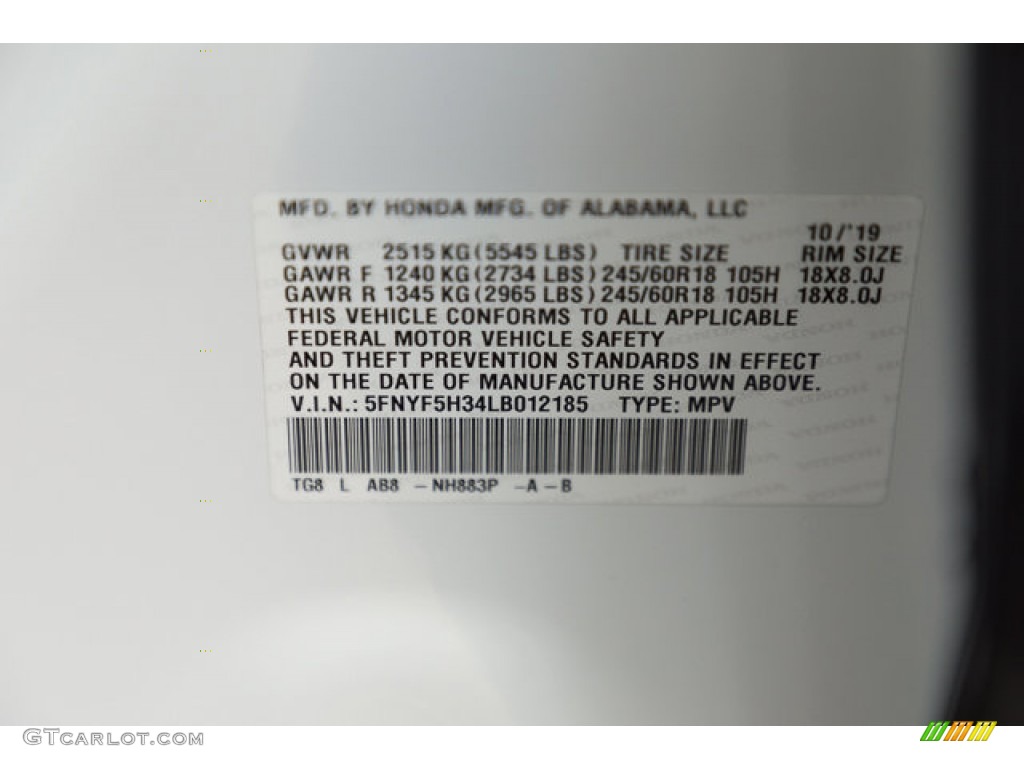 MFD. BY HONDA MFG. OF ALABAMA, LLC
10/'19
GVWR 2515 KG (5545 LBS) TIRE SIZE RIM SIZE
GAWR F 1240 KG (2734 LBS) 245/60R18 105H 18X8.0J
GAWR R 1345 KG (2965 LBS) 245/60R18 105H 18X8.0J
THIS VEHICLE CONFORMS TO ALL APPLICABLE
FEDERAL MOTOR VEHICLE SAFETY
AND THEFT PREVENTION STANDARDS IN EFFECT
ON THE DATE OF MANUFACTURE SHOWN ABOVE.
V.I.N.: 5FNYF5H34LB012185 TYPE: MPV
TG8 L AB8 - NH883P - A - B
GTCARLOT.COM